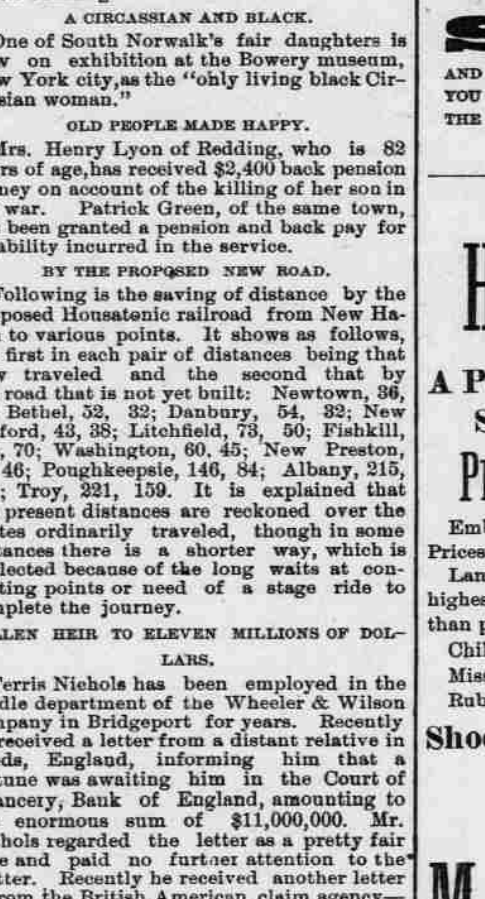 A CIRCASSIAN AND BLACK.
One of South Norwalk's fair daughters is
w on exhibition at the Bowery museum,
w York city,as the "only living black Cir-
sian woman."
OLD PEOPLE MADE HAPPY.
Mrs. Henry Lyon of Redding, who is 82
rs of age,has received $2,400 back pension
ney on account of the killing of her son in
war. Patrick Green, of the same town,
been granted a pension and back pay for
ability incurred in the service.
BY THE PROPOSED NEW ROAD.
Following is the saving of distance by the
posed Housatonic railroad from New Ha-
to various points. It shows as follows,
first in each pair of distances being that
traveled and the second that by
road that is not yet built: Newtown, 36,
Bethel, 52, 32; Danbury, 54, 32; New
ford, 43, 38; Litchfield, 73, 50; Fishkill,
, 70; Washington, 60, 45; New Preston,
46; Poughkeepsie, 146, 84; Albany, 215,
; Troy, 221, 159. It is explained that
present distances are reckoned over the
tes ordinarily traveled, though in some
tances there is a shorter way, which is
lected because of the long waits at con-
ting points or need of a stage ride to
plete the journey.
LEN HEIR TO ELEVEN MILLIONS OF DOL-
LARS.
Ferris Nichols has been employed in the
dle department of the Wheeler & Wilson
pany in Bridgeport for years. Recently
received a letter from a distant relative in
ds, England, informing him that a
tune was awaiting him in the Court of
ancery, Bank of England, amounting to
enormous sum of $11,000,000. Mr.
hols regarded the letter as a pretty fair
e and paid no further attention to the
tter. Recently he received another letter
rom the British American claim agency—
S
AND
YOU
THE
H
A P
S
PI
Emb
Prices
Lam
highes
than p
Chil
Miss
Rub
Shoe
M